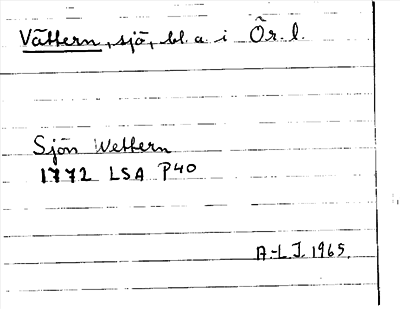 Vättern, sjö, bl. a. i Ör. l.
Sjön Wettern
1772 LSA P40
A.-L. J. 1965.